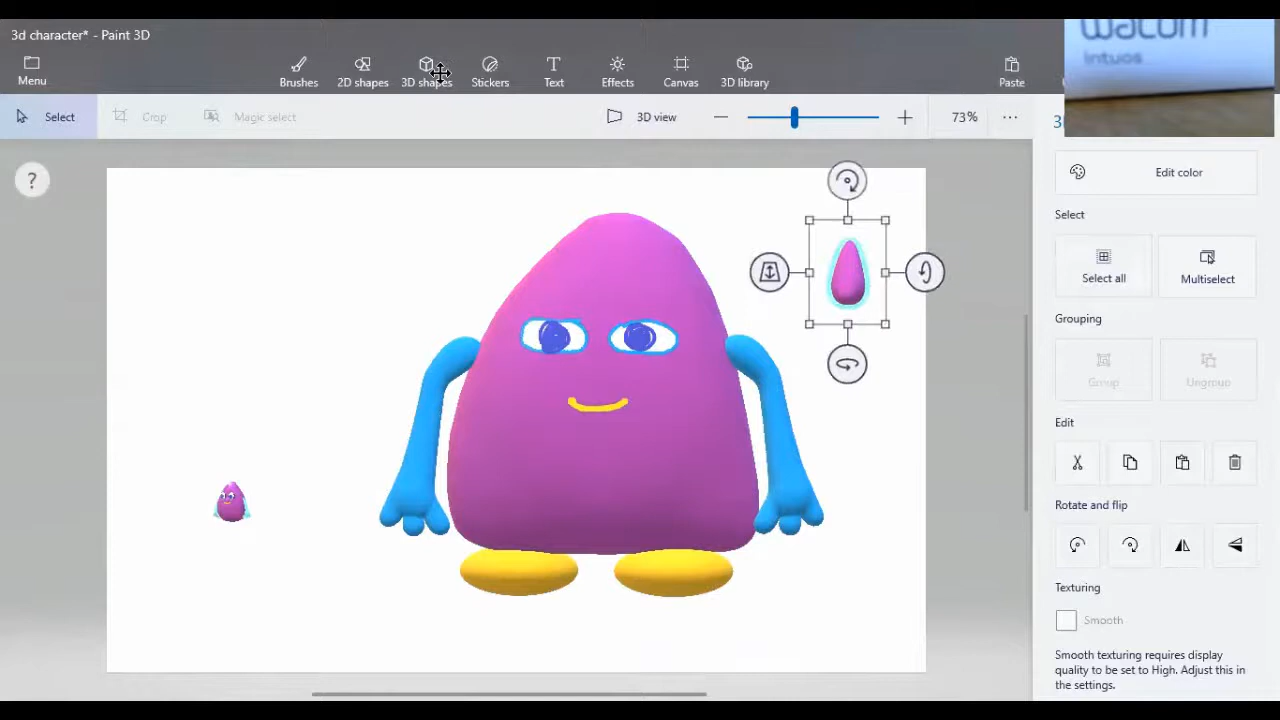 3d character* - Paint 3D
wacom
intuos
Menu
Brushes
2D shapes
3D shapes
Stickers
Text
Effects
Canvas
3D library
Paste
Select
Crop
Magic select
3D view
73%
?
Edit color
Select
Select all
Multiselect
Grouping
Group
Ungroup
Edit
Rotate and flip
Texturing
Smooth
Smooth texturing requires display
quality to be set to High. Adjust this in
the settings.